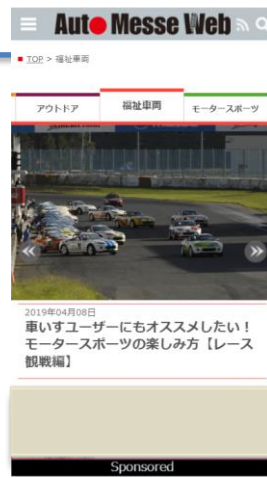 Auto Messe Web
TOP > 福祉車両
アウトドア
福祉車両
モータースポーツ
2019年04月08日
車いすユーザーにもオススメしたい!
モータースポーツの楽しみ方【レース
観戦編】
Sponsored